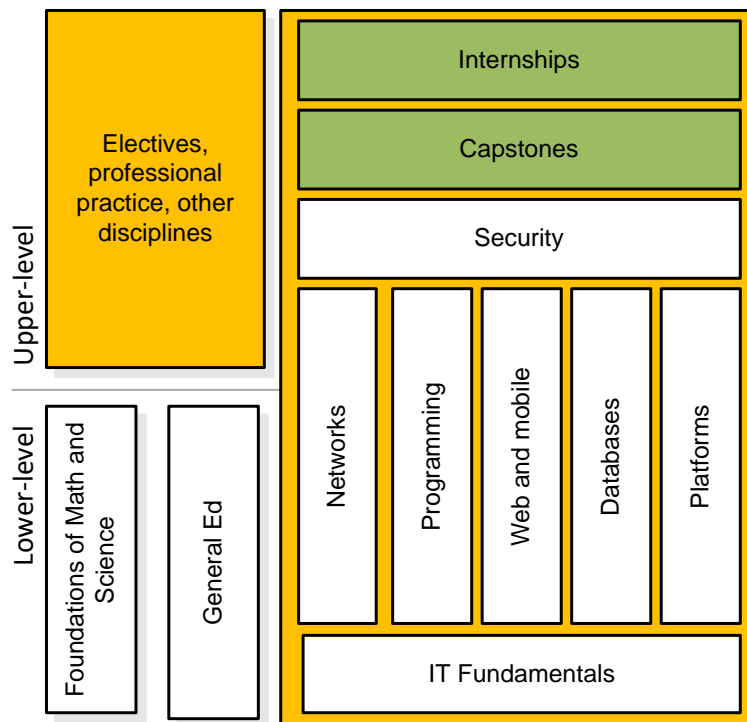 Upper-level
Electives,
professional
practice, other
disciplines
Internships
Capstones
Security
Networks
Programming
Web and mobile
Databases
Platforms
IT Fundamentals
Lower-level
Foundations of Math and
Science
General Ed